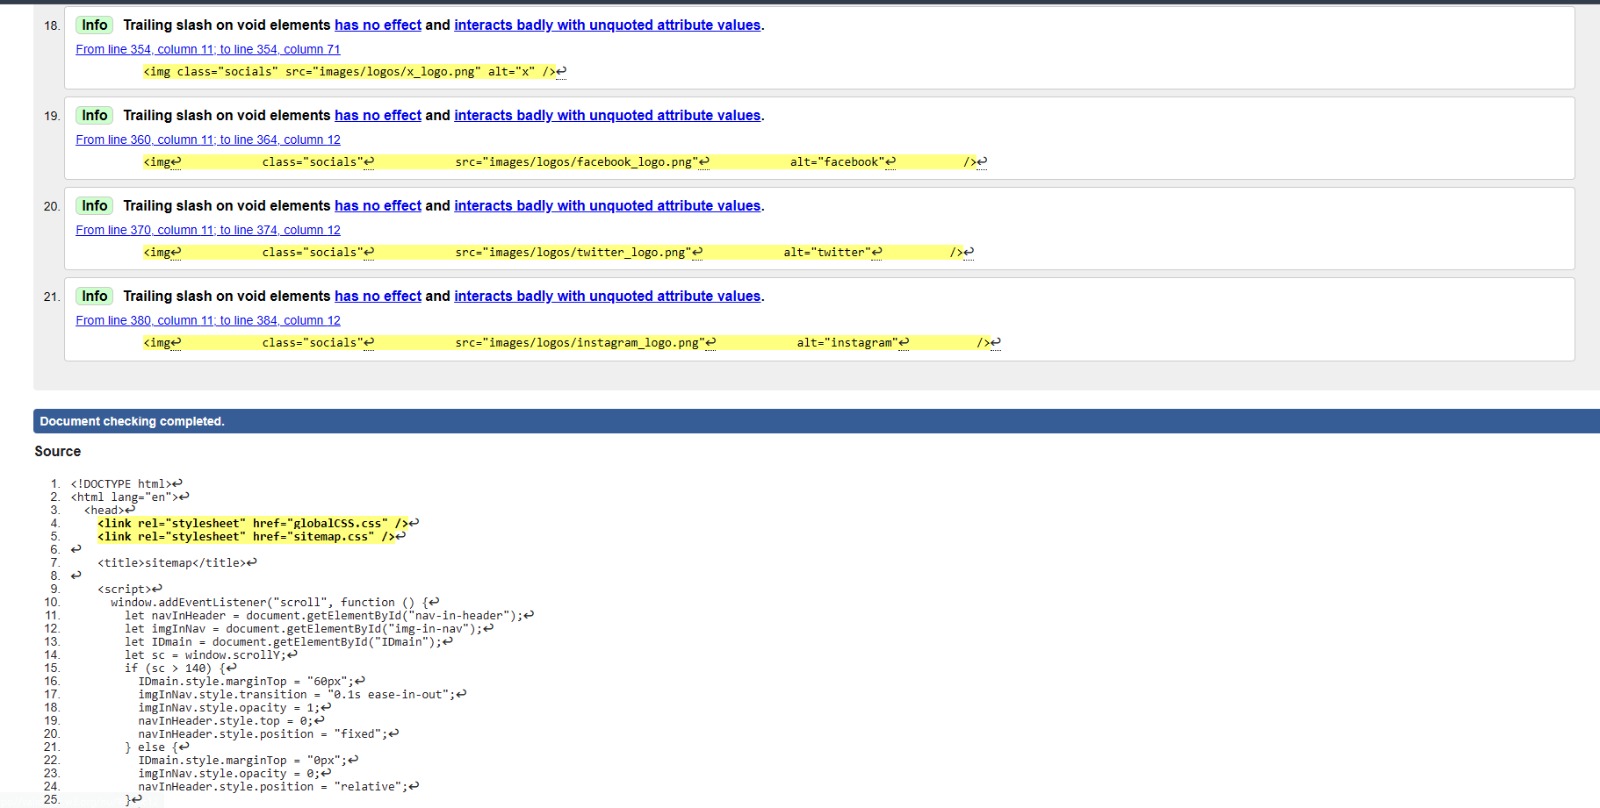 18. Info Trailing slash on void elements has no effect and interacts badly with unquoted attribute values.
From line 354, column 11; to line 354, column 71
<img class="socials" src="images/logos/x_logo.png" alt="x" />↩
19. Info Trailing slash on void elements has no effect and interacts badly with unquoted attribute values.
From line 360, column 11; to line 364, column 12
<img↩ class="socials"↩ src="images/logos/facebook_logo.png"↩ alt="facebook"↩ />↩
20. Info Trailing slash on void elements has no effect and interacts badly with unquoted attribute values.
From line 370, column 11; to line 374, column 12
<img↩ class="socials"↩ src="images/logos/twitter_logo.png"↩ alt="twitter"↩ />↩
21. Info Trailing slash on void elements has no effect and interacts badly with unquoted attribute values.
From line 380, column 11; to line 384, column 12
<img↩ class="socials"↩ src="images/logos/instagram_logo.png"↩ alt="instagram"↩ />↩
Document checking completed.
Source
1. <!DOCTYPE html>↩
2. <html lang="en">↩
3. <head>↩
4. <link rel="stylesheet" href="globalCSS.css" />↩
5. <link rel="stylesheet" href="sitemap.css" />↩
6. ↩
7. <title>sitemap</title>↩
8. ↩
9. <script>↩
10. window.addEventListener("scroll", function () {↩
11. let navInHeader = document.getElementById("nav-in-header");↩
12. let imgInNav = document.getElementById("img-in-nav");↩
13. let IDmain = document.getElementById("IDmain");↩
14. let sc = window.scrollY;↩
15. if (sc > 140) {↩
16. IDmain.style.marginTop = "60px";↩
17. imgInNav.style.transition = "0.1s ease-in-out";↩
18. imgInNav.style.opacity = 1;↩
19. navInHeader.style.top = 0;↩
20. navInHeader.style.position = "fixed";↩
21. } else {↩
22. IDmain.style.marginTop = "0px";↩
23. imgInNav.style.opacity = 0;↩
24. navInHeader.style.position = "relative";↩
25. }↩